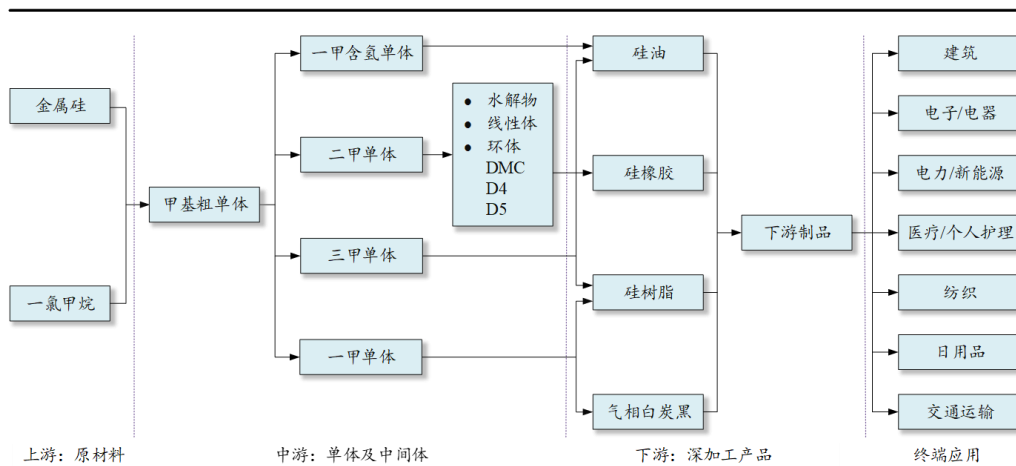 金属硅
一氯甲烷
甲基粗单体
一甲含氢单体
二甲单体
三甲单体
一甲单体
● 水解物
● 线性体
● 环体
DMC
D4
D5
硅油
硅橡胶
硅树脂
气相白炭黑
下游制品
建筑
电子/电器
电力/新能源
医疗/个人护理
纺织
日用品
交通运输
上游：原材料
中游：单体及中间体
下游：深加工产品
终端应用